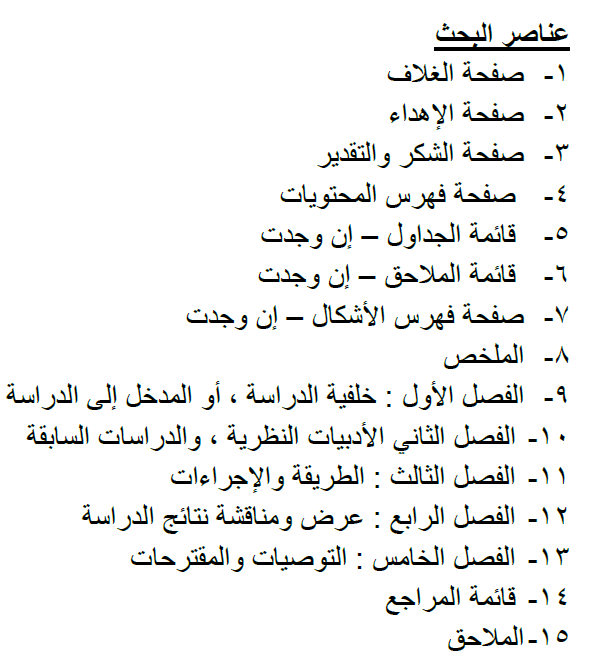 عناصر البحث
١- صفحة الغلاف
٢- صفحة الإهداء
٣- صفحة الشكر والتقدير
٤- صفحة فهرس المحتويات
٥- قائمة الجداول – إن وجدت
٦- قائمة الملاحق – إن وجدت
٧- صفحة فهرس الأشكال – إن وجدت
٨- الملخص
٩- الفصل الأول : خلفية الدراسة ، أو المدخل إلى الدراسة
١٠- الفصل الثاني الأدبيات النظرية ، والدراسات السابقة
١١- الفصل الثالث : الطريقة والإجراءات
١٢- الفصل الرابع : عرض ومناقشة نتائج الدراسة
١٣- الفصل الخامس : التوصيات والمقترحات
١٤- قائمة المراجع
١٥- الملاحق